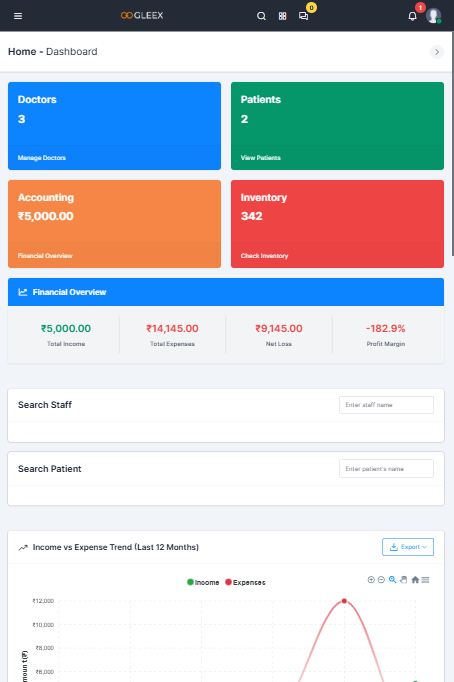 GLEEX
0
1
Home - Dashboard
Doctors
3
Manage Doctors
Patients
2
View Patients
Accounting
₹5,000.00
Financial Overview
Inventory
342
Check Inventory
Financial Overview
₹5,000.00
Total Income
₹14,145.00
Total Expenses
₹9,145.00
Net Loss
-182.9%
Profit Margin
Search Staff
Enter staff name
Search Patient
Enter patient's name
Income vs Expense Trend (Last 12 Months)
Export
Income
Expenses
₹12,000
₹10,000
₹8,000
₹6,000
moun t(₹)